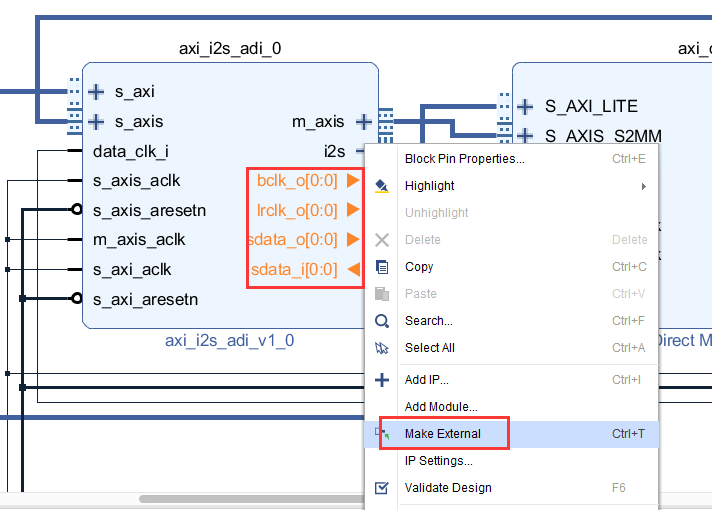 axi_i2s_adi_0
s_axi
s_axis
data_clk_i
s_axis_aclk
s_axis_aresetn
m_axis_aclk
s_axi_aclk
s_axi_aresetn
m_axis
i2s
bclk_o[0:0]
lrclk_o[0:0]
sdata_o[0:0]
sdata_i[0:0]
axi_i2s_adi_v1_0
S_AXI_LITE
S_AXIS_S2MM
Block Pin Properties... Ctrl+E
Highlight
Unhighlight
Delete Delete
Copy Ctrl+C
Paste Ctrl+V
Search... Ctrl+F
Select All Ctrl+A
Add IP... Ctrl+I
Add Module...
Make External Ctrl+T
IP Settings...
Validate Design F6